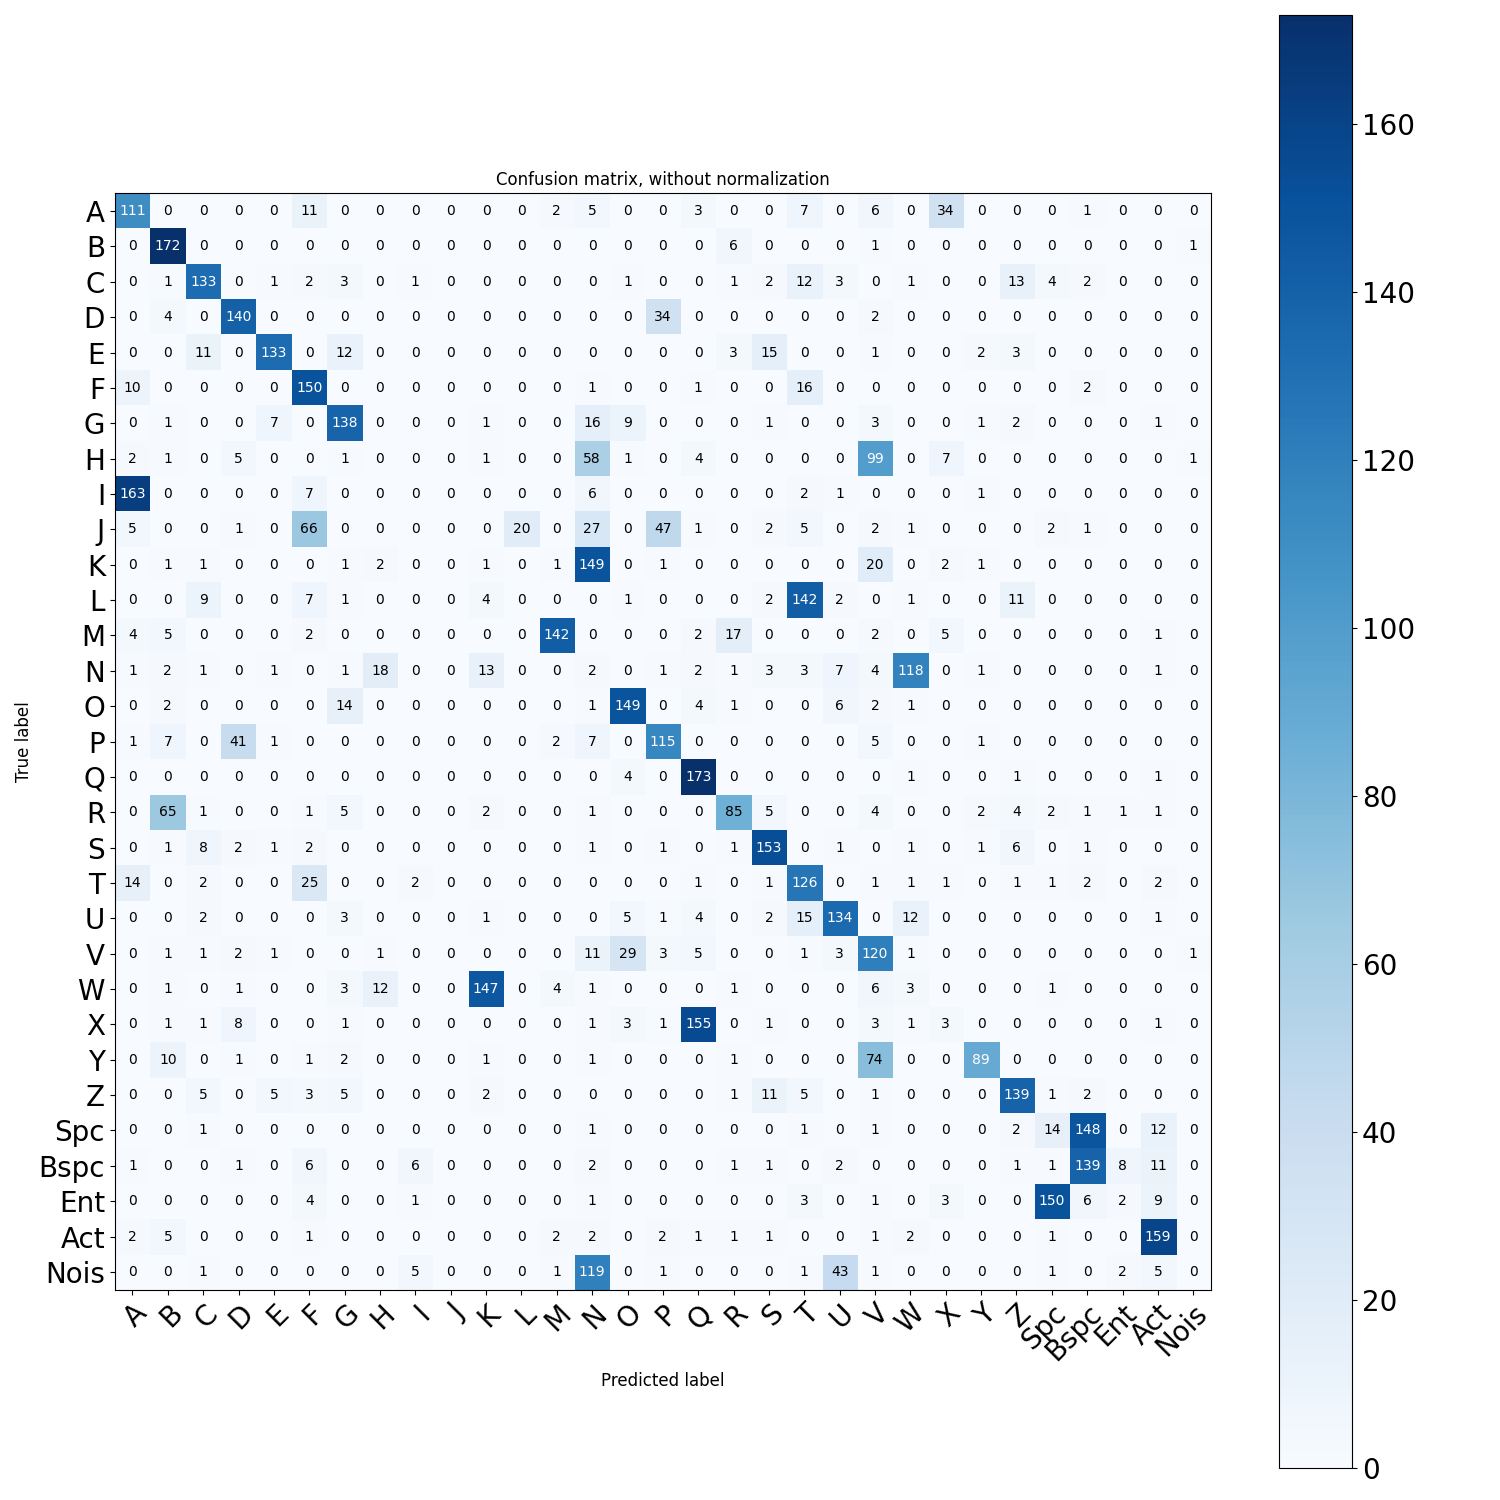 Confusion matrix, without normalization
A 111 0 0 0 0 11 0 0 0 0 0 0 2 5 0 0 3 0 0 7 0 6 0 34 0 0 0 1 0 0 0
B 0 172 0 0 0 0 0 0 0 0 0 0 0 0 0 0 0 6 0 0 0 1 0 0 0 0 0 0 0 0 1
C 0 1 133 0 1 2 3 0 1 0 0 0 0 0 1 0 0 1 2 12 3 0 1 0 0 13 4 2 0 0 0
D 0 4 0 140 0 0 0 0 0 0 0 0 0 0 0 34 0 0 0 0 0 2 0 0 0 0 0 0 0 0 0
E 0 0 11 0 133 0 12 0 0 0 0 0 0 0 0 0 0 3 15 0 0 1 0 0 2 3 0 0 0 0 0
F 10 0 0 0 0 150 0 0 0 0 0 0 0 1 0 0 1 0 0 16 0 0 0 0 0 0 0 2 0 0 0
G 0 1 0 0 7 0 138 0 0 0 1 0 0 16 9 0 0 0 1 0 0 3 0 0 1 2 0 0 0 1 0
H 2 1 0 5 0 0 1 0 0 0 1 0 0 58 1 0 4 0 0 0 0 99 0 7 0 0 0 0 0 0 1
I 163 0 0 0 0 7 0 0 0 0 0 0 0 6 0 0 0 0 0 2 1 0 0 0 1 0 0 0 0 0 0
J 5 0 0 1 0 66 0 0 0 0 0 20 0 27 0 47 1 0 2 5 0 2 1 0 0 0 2 1 0 0 0
K 0 1 1 0 0 0 1 2 0 0 1 0 1 149 0 1 0 0 0 0 0 20 0 2 1 0 0 0 0 0 0
L 0 0 9 0 0 7 1 0 0 0 4 0 0 0 1 0 0 0 2 142 2 0 1 0 0 11 0 0 0 0 0
M 4 5 0 0 0 2 0 0 0 0 0 0 142 0 0 0 2 17 0 0 0 2 0 5 0 0 0 0 0 1 0
N 1 2 1 0 1 0 1 18 0 0 13 0 0 2 0 1 2 1 3 3 7 4 118 0 1 0 0 0 0 1 0
O 0 2 0 0 0 0 14 0 0 0 0 0 0 1 149 0 4 1 0 0 6 2 1 0 0 0 0 0 0 0 0
P 1 7 0 41 1 0 0 0 0 0 0 0 2 7 0 115 0 0 0 0 0 5 0 0 1 0 0 0 0 0 0
Q 0 0 0 0 0 0 0 0 0 0 0 0 0 0 4 0 173 0 0 0 0 0 1 0 0 1 0 0 0 1 0
R 0 65 1 0 0 1 5 0 0 0 2 0 0 1 0 0 0 85 5 0 0 4 0 0 2 4 2 1 1 1 0
S 0 1 8 2 1 2 0 0 0 0 0 0 0 1 0 1 0 1 153 0 1 0 1 0 1 6 0 1 0 0 0
T 14 0 2 0 0 25 0 0 2 0 0 0 0 0 0 0 1 0 1 126 0 1 1 1 0 1 1 2 0 2 0
U 0 0 2 0 0 0 3 0 0 0 1 0 0 0 5 1 4 0 2 15 134 0 12 0 0 0 0 0 0 1 0
V 0 1 1 2 1 0 0 1 0 0 0 0 0 11 29 3 5 0 0 1 3 120 1 0 0 0 0 0 0 0 1
W 0 1 0 1 0 0 3 12 0 0 147 0 4 1 0 0 0 1 0 0 0 6 3 0 0 0 1 0 0 0 0
X 0 1 1 8 0 0 1 0 0 0 0 0 0 1 3 1 155 0 1 0 0 3 1 3 0 0 0 0 0 1 0
Y 0 10 0 1 0 1 2 0 0 0 1 0 0 1 0 0 0 1 0 0 0 74 0 0 89 0 0 0 0 0 0
Z 0 0 5 0 5 3 5 0 0 0 2 0 0 0 0 0 0 1 11 5 0 1 0 0 0 139 1 2 0 0 0
Spc 0 0 1 0 0 0 0 0 0 0 0 0 0 1 0 0 0 0 0 1 0 1 0 0 0 2 14 148 0 12 0
Bspc 1 0 0 1 0 6 0 0 6 0 0 0 0 2 0 0 0 1 1 0 2 0 0 0 0 1 1 139 8 11 0
Ent 0 0 0 0 0 4 0 0 1 0 0 0 0 1 0 0 0 0 0 3 0 1 0 3 0 0 150 6 2 9 0
Act 2 5 0 0 0 1 0 0 0 0 0 0 2 2 0 2 1 1 1 0 0 1 2 0 0 0 1 0 0 159 0
Nois 0 0 1 0 0 0 0 0 5 0 0 0 1 119 0 1 0 0 0 1 43 1 0 0 0 0 1 0 2 5 0
A B C D E F G H I J K L M N O P Q R S T U V W X Y Z Spc Bspc Ent Act Nois
Predicted label
True label
160
140
120
100
80
60
40
20
0